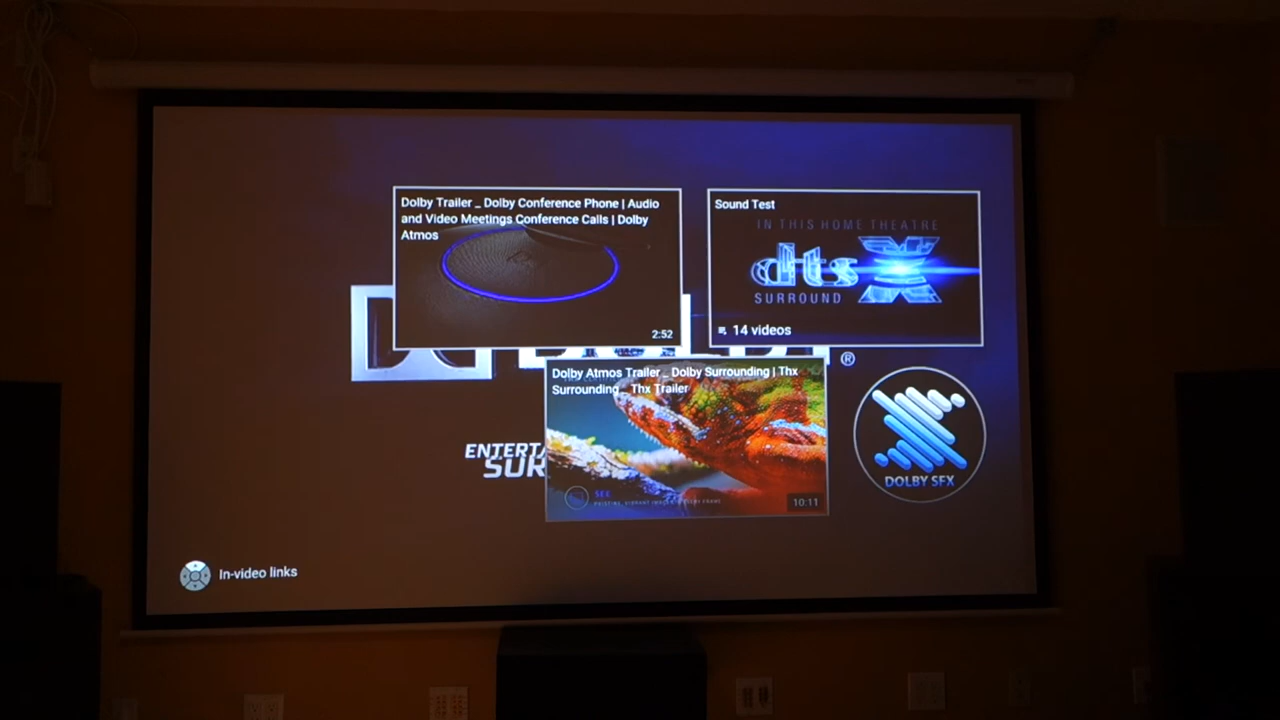 Dolby Trailer _ Dolby Conference Phone | Audio
and Video Meetings Conference Calls | Dolby
Atmos
2:52
Sound Test
IN THIS HOME THEATRE
dts X
SURROUND
14 videos
®
Dolby Atmos Trailer _ Dolby Surrounding | Thx
Surrounding _ Thx Trailer
SEE
10:11
DOLBY SFX
In-video links